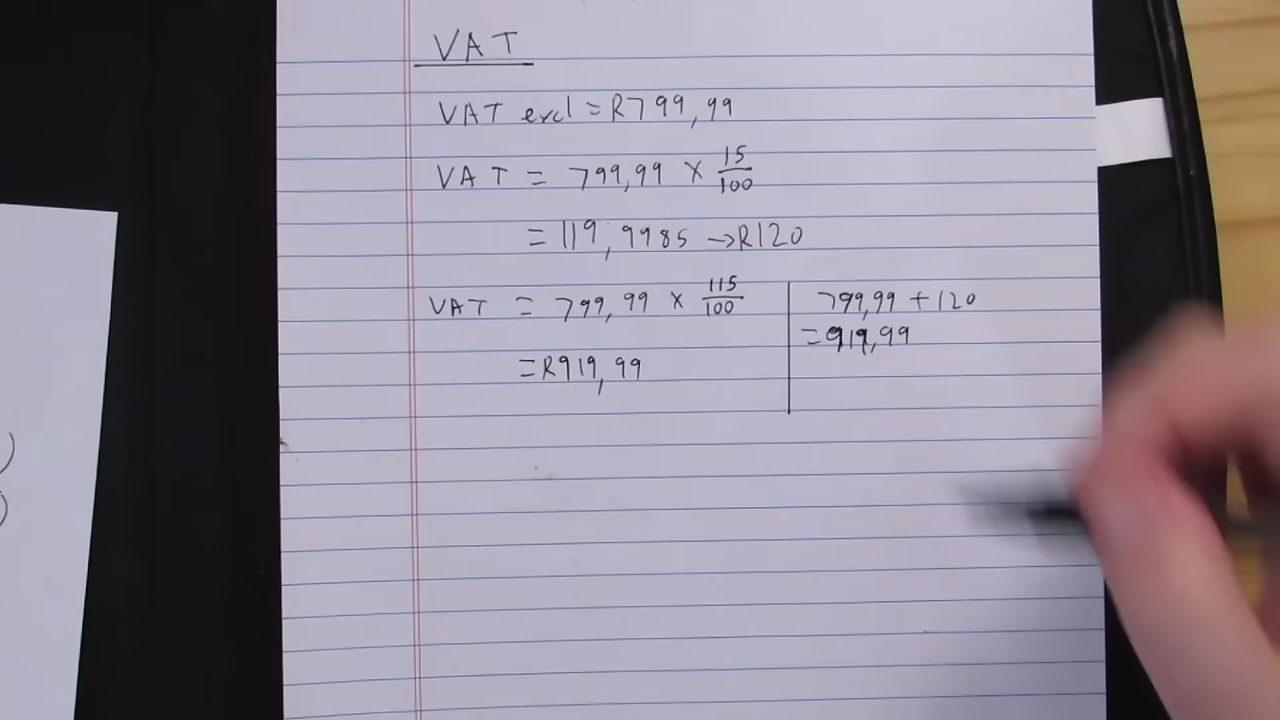 VAT
VAT excl = R799,99
VAT = 799,99 × 15/100
= 119,9985 → R120
VAT = 799,99 × 115/100
= R919,99
799,99 + 120
= 919,99